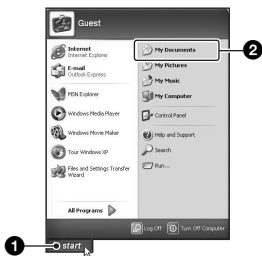 Guest
Internet
Internet Explorer
E-mail
Outlook Express
MSN Explorer
Windows Media Player
Windows Movie Maker
Tour Windows XP
Files and Settings Transfer
Wizard
All Programs
My Documents
My Pictures
My Music
My Computer
Control Panel
Help and Support
Search
Run...
Log Off
Turn Off Computer
start
1
2